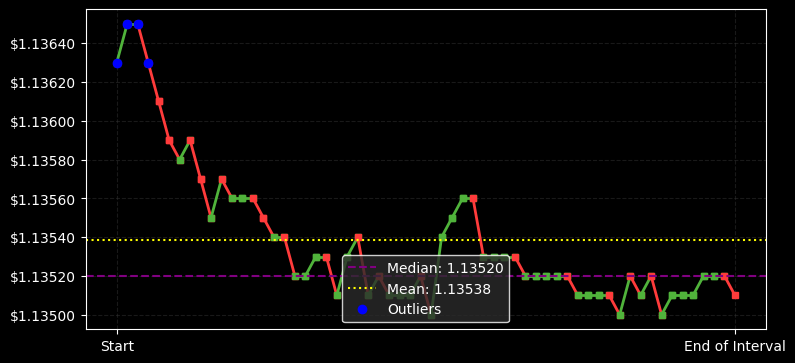 $1.13640
$1.13620
$1.13600
$1.13580
$1.13560
$1.13540
$1.13520
$1.13500
Median: 1.13520
Mean: 1.13538
Outliers
Start
End of Interval